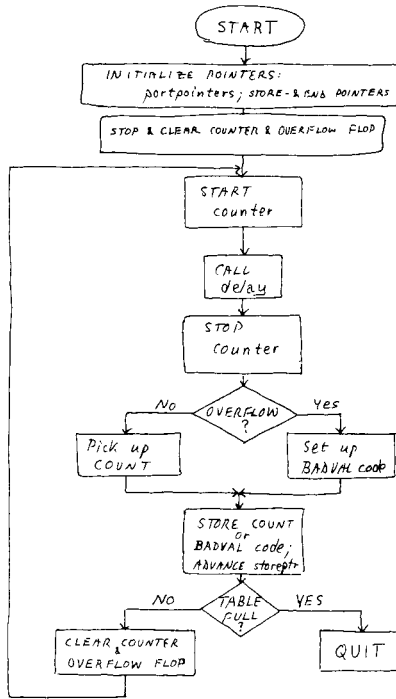 START
INITIALIZE POINTERS:
portpointers; STORE- & END POINTERS
STOP & CLEAR COUNTER & OVERFLOW FLOP
START
counter
CALL
delay
STOP
counter
OVERFLOW
?
No
Yes
Pick up
COUNT
Set up
BADVAL code
STORE COUNT
or
BADVAL code;
ADVANCE storeptr
TABLE
FULL
?
NO
YES
CLEAR COUNTER
&
OVERFLOW FLOP
QUIT